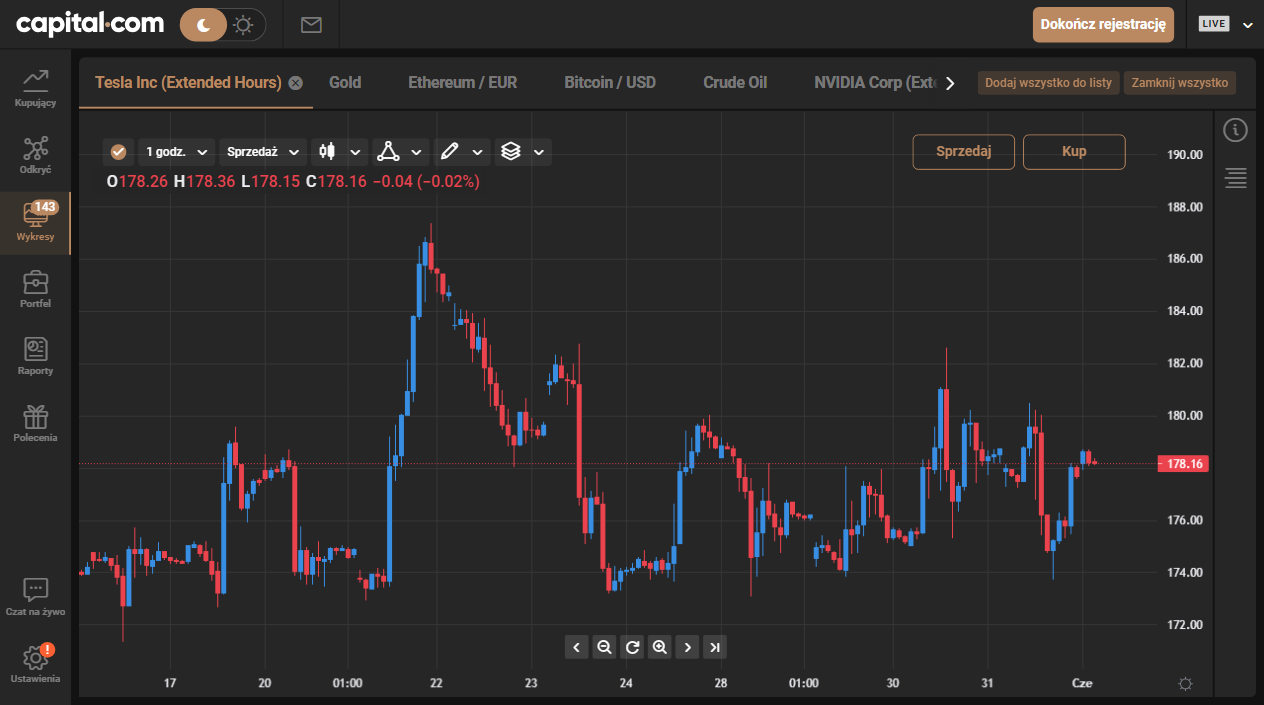 capital.com
Dokończ rejestrację
LIVE
Kupujący
Odkryć
143
Wykresy
Portfel
Raporty
Polecenia
Czat na żywo
!
Ustawienia
Tesla Inc (Extended Hours) Gold Ethereum / EUR Bitcoin / USD Crude Oil NVIDIA Corp (Exte
Dodaj wszystko do listy Zamknij wszystko
1 godz. Sprzedaż
Sprzedaj Kup
O178.26 H178.36 L178.15 C178.16 −0.04 (−0.02%)
190.00
188.00
186.00
184.00
182.00
180.00
178.16
176.00
174.00
172.00
17 20 01:00 22 23 24 28 01:00 30 31 Cze